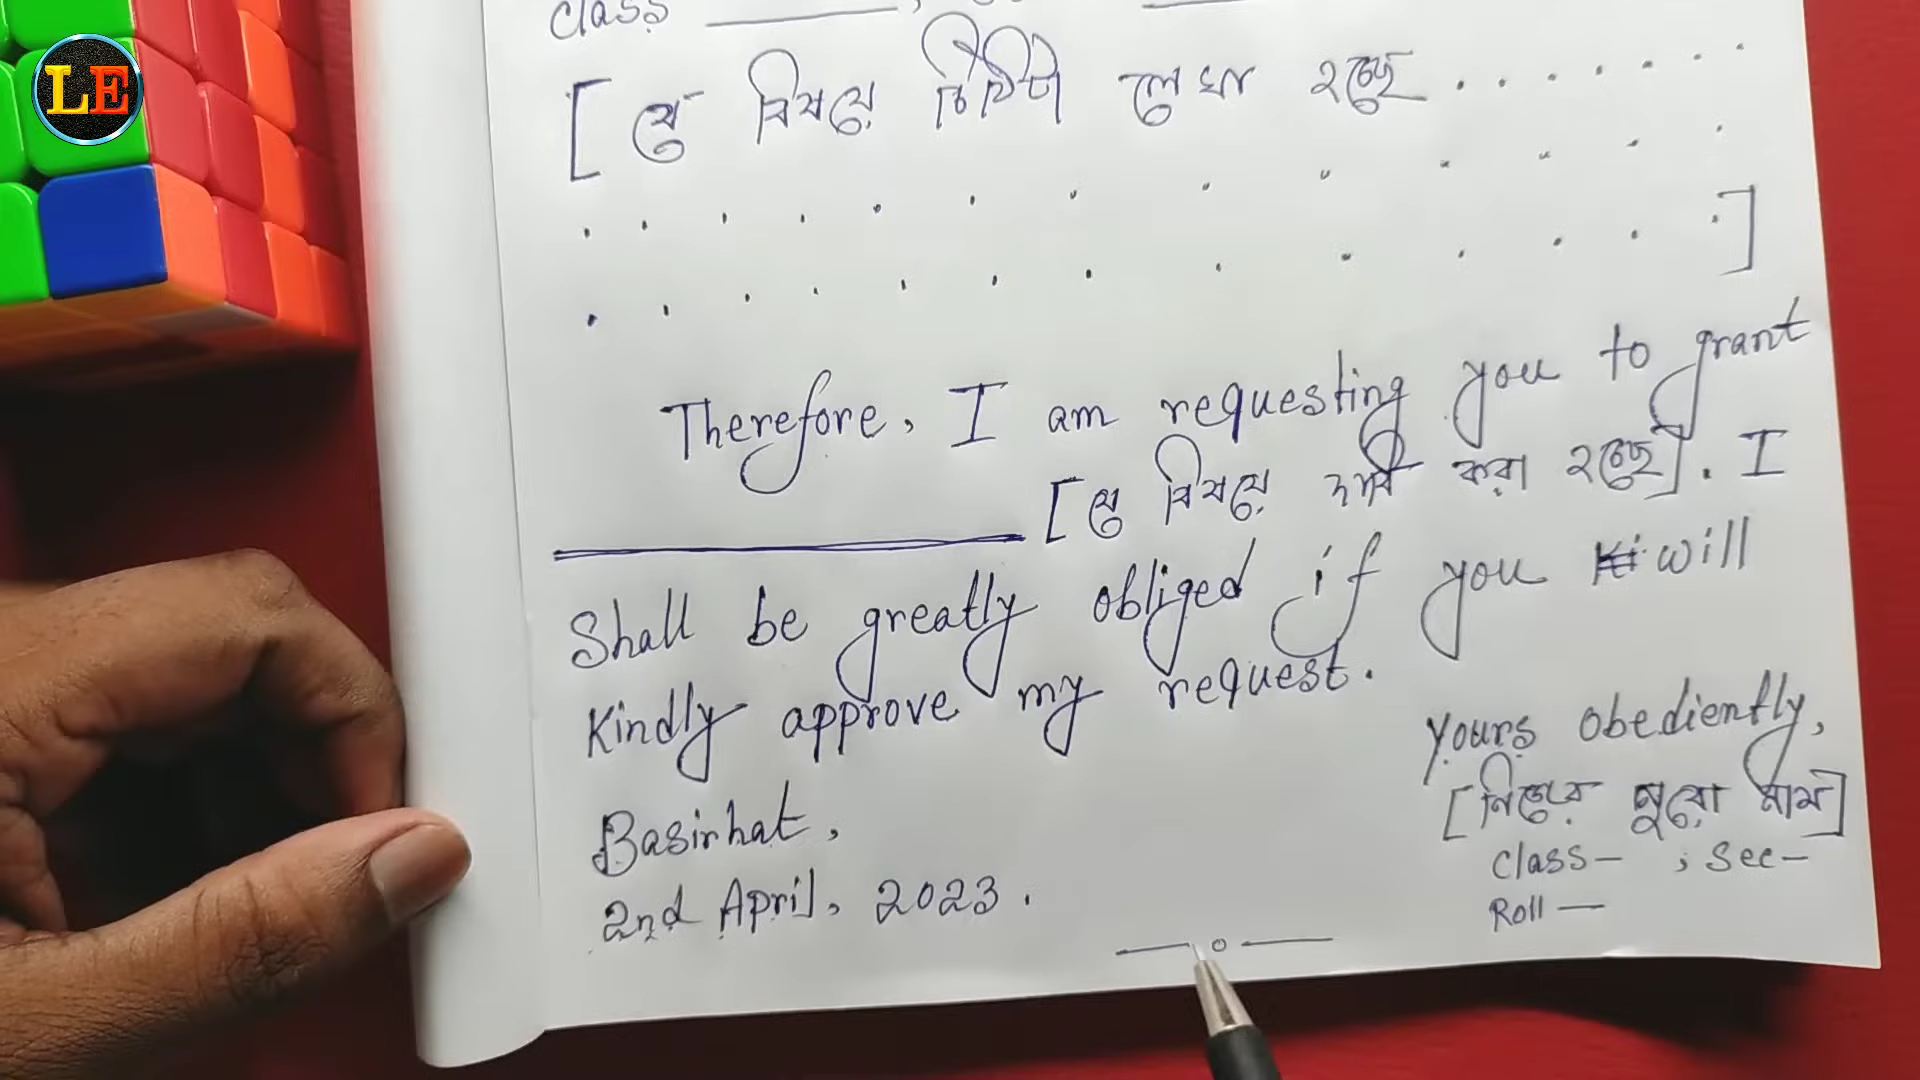 LE
class
[যে বিষয়ে চিঠিটা লেখা হচ্ছে . . . . . . .
. . . . . . . . . . . .
. . . . . . . . . . . . .]
Therefore, I am requesting you to grant
[যে বিষয়ে দাবি করা হচ্ছে]. I
Shall be greatly obliged if you will
Kindly approve my request.
Yours obediently,
[নিজের পুরো নাম]
Class- , Sec-
Roll —
Basirhat,
2nd April, 2023.